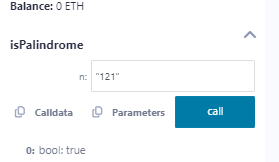 Balance: 0 ETH
isPalindrome
n: "121"
Calldata Parameters call
0: bool: true